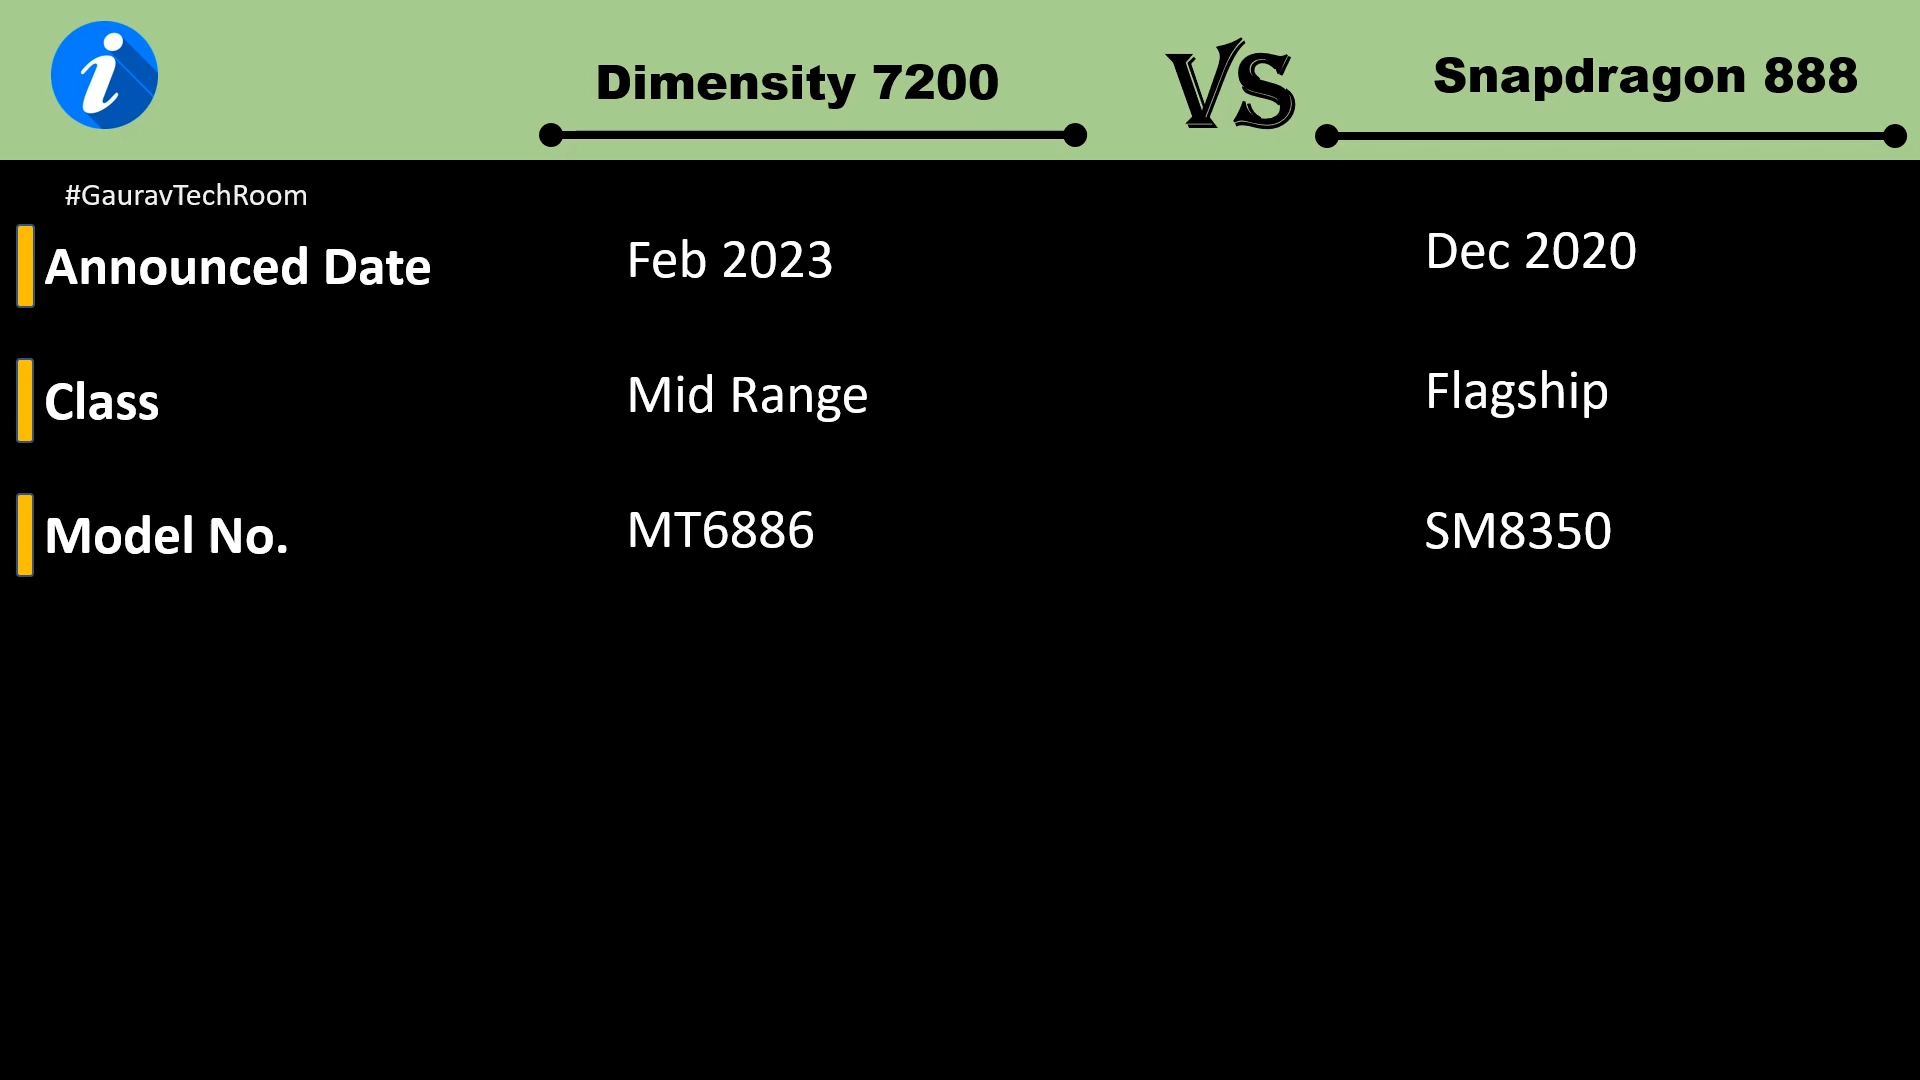 Dimensity 7200 VS Snapdragon 888
#GauravTechRoom
Announced Date Feb 2023 Dec 2020
Class Mid Range Flagship
Model No. MT6886 SM8350